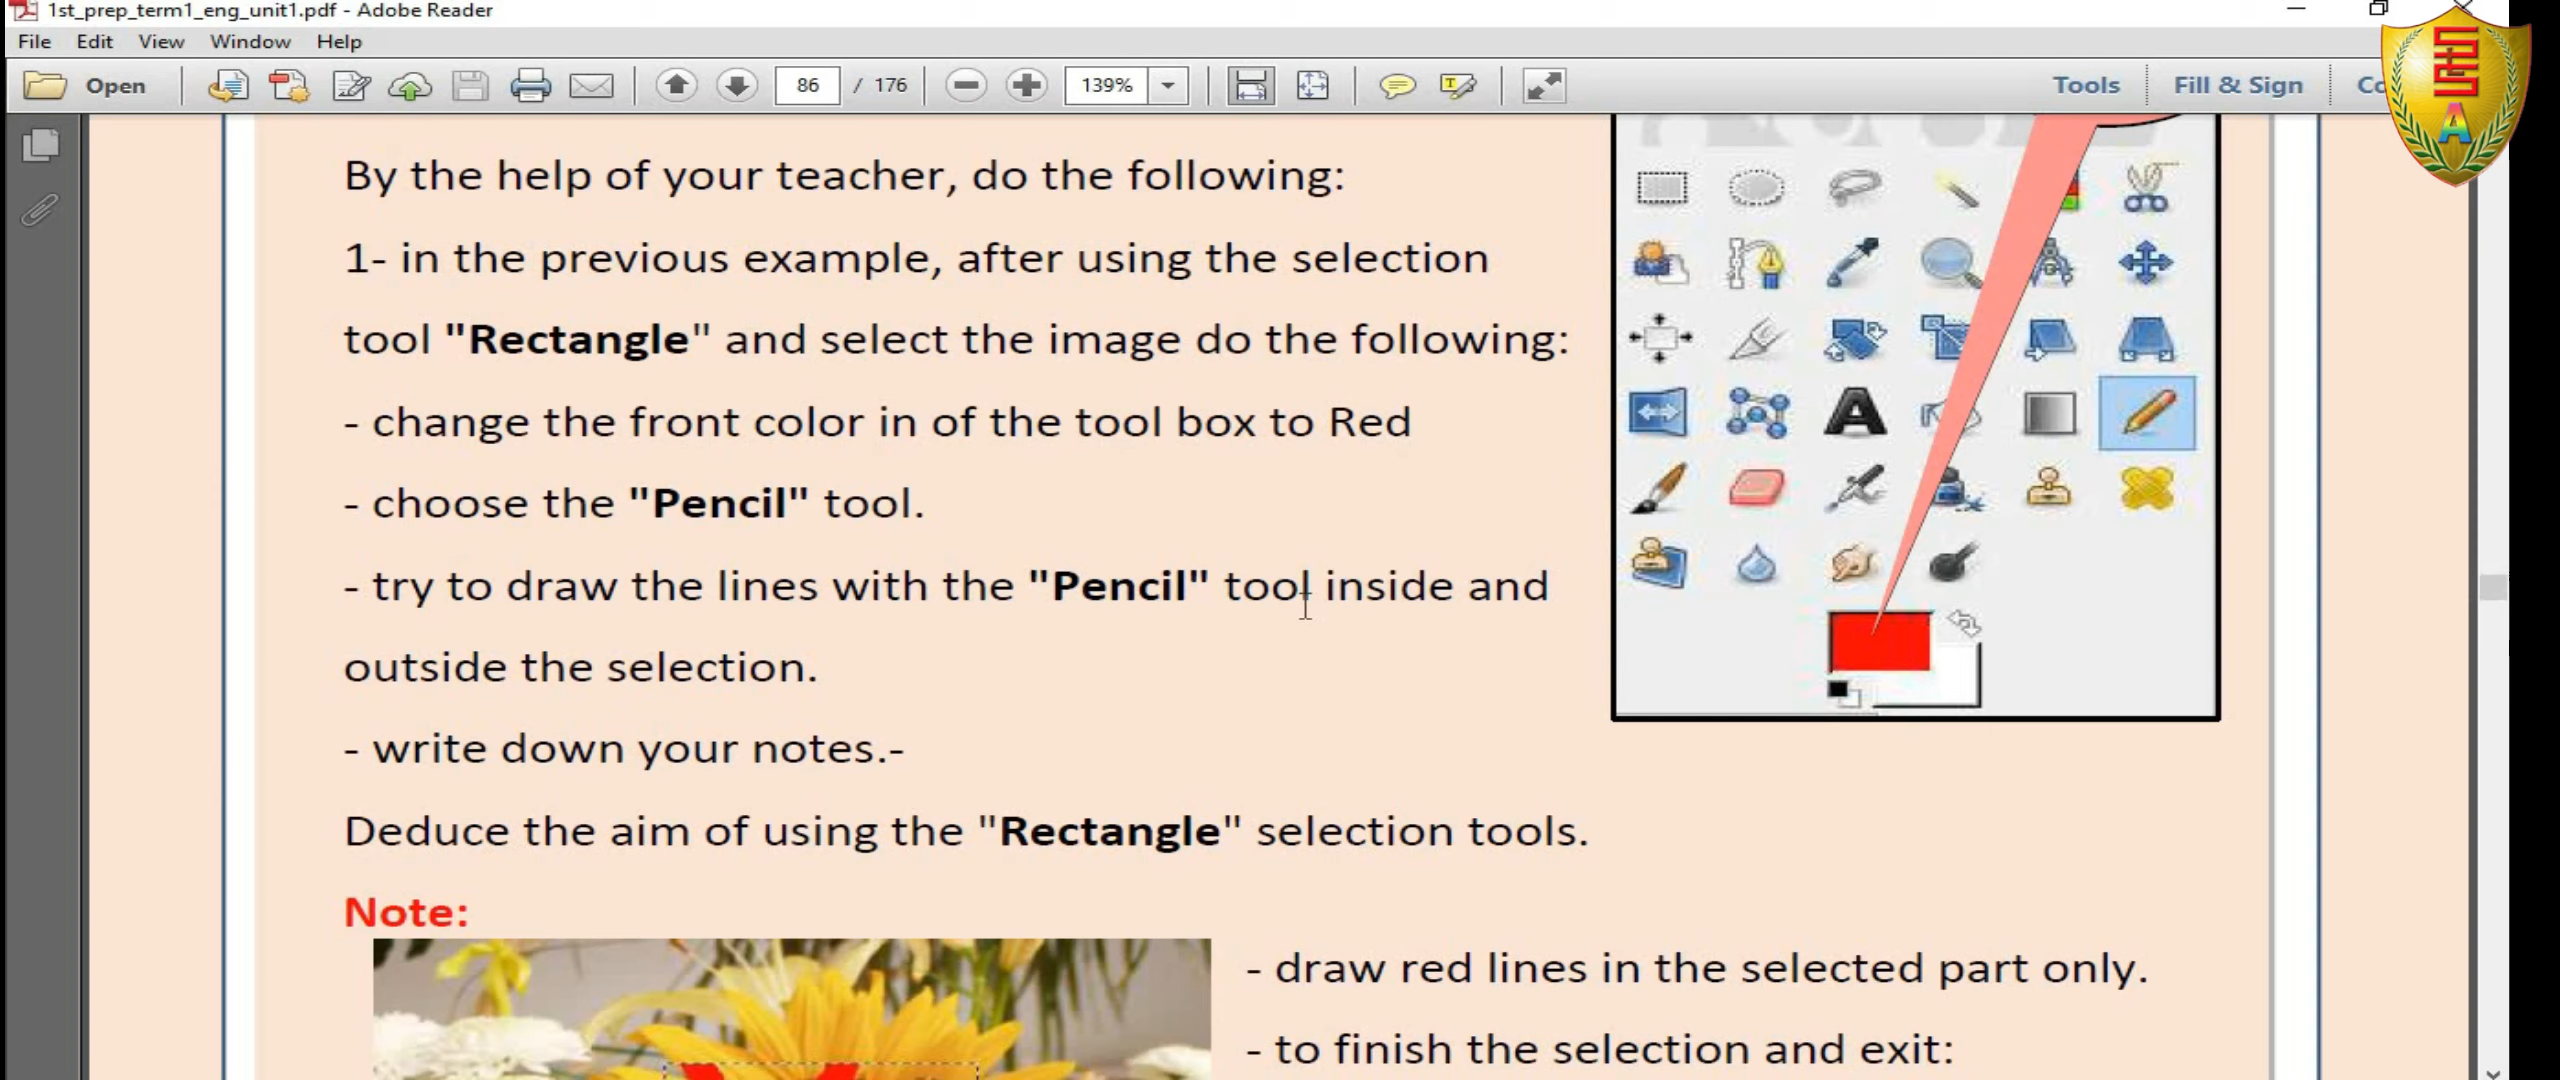 1st_prep_term1_eng_unit1.pdf - Adobe Reader
File Edit View Window Help
Open 86 / 176 139% Tools Fill & Sign
By the help of your teacher, do the following:
1- in the previous example, after using the selection
tool "Rectangle" and select the image do the following:
- change the front color in of the tool box to Red
- choose the "Pencil" tool.
- try to draw the lines with the "Pencil" tool inside and
outside the selection.
- write down your notes.-
Deduce the aim of using the "Rectangle" selection tools.
Note:
- draw red lines in the selected part only.
- to finish the selection and exit: